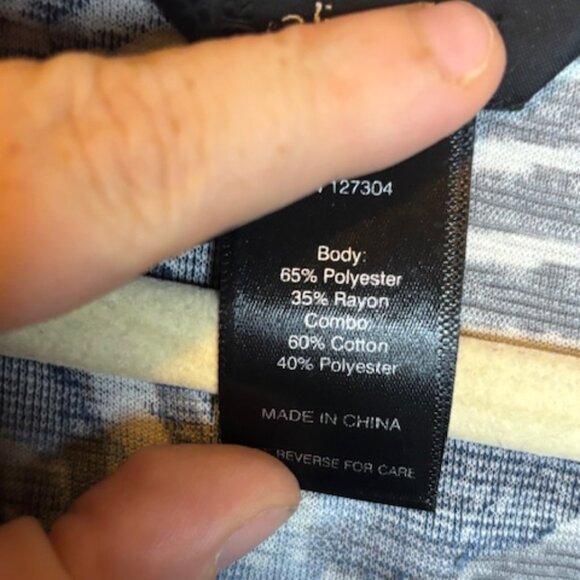 127304
Body:
65% Polyester
35% Rayon
Combo:
60% Cotton
40% Polyester
MADE IN CHINA
REVERSE FOR CARE